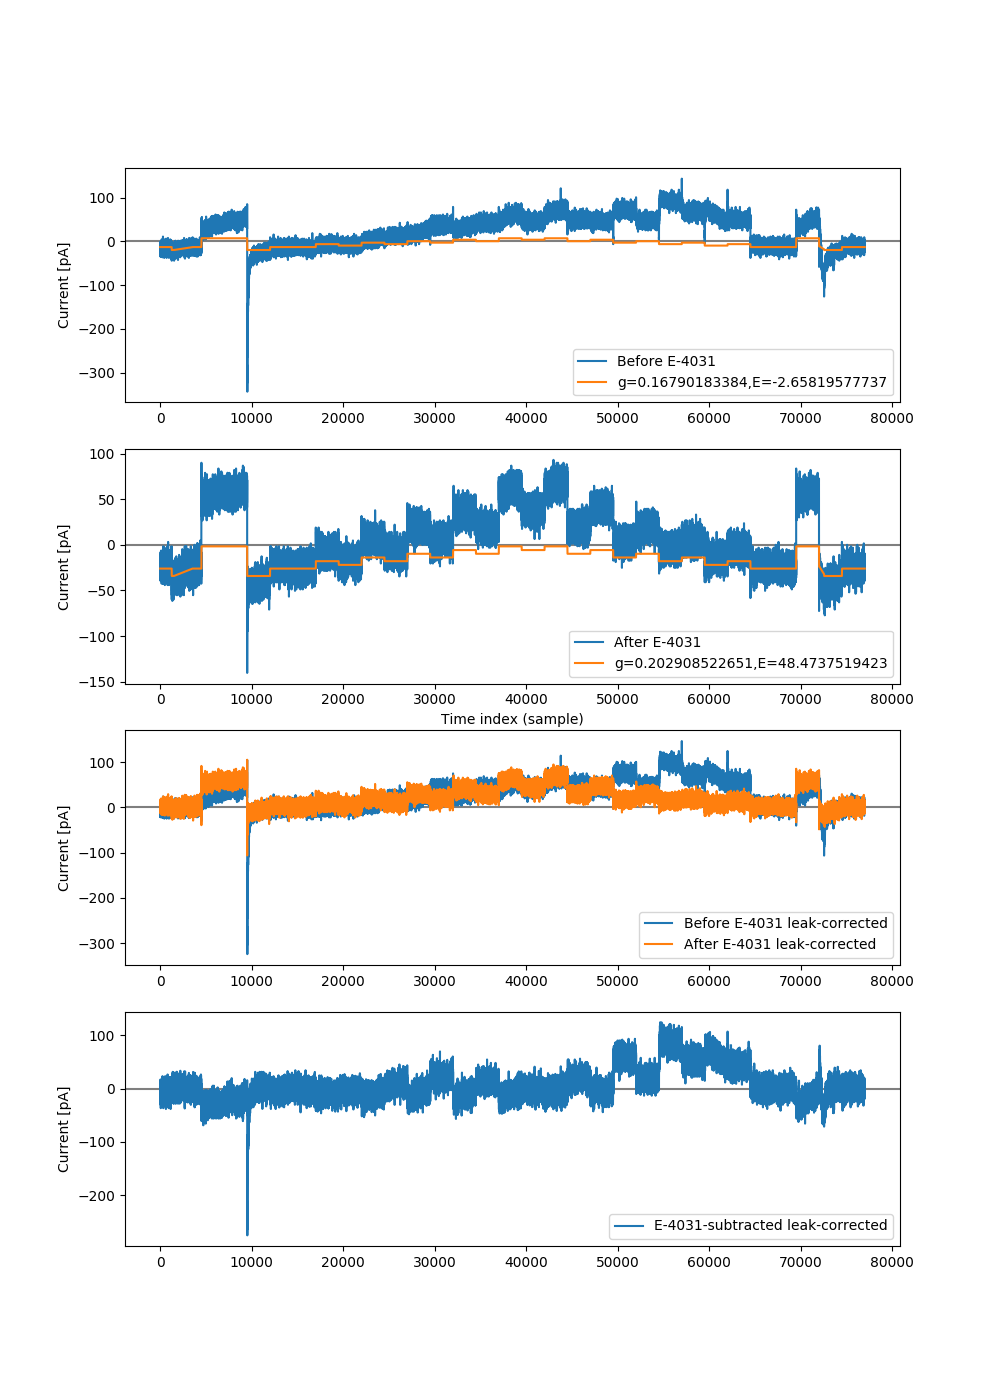 100
0
−100
−200
−300
Current [pA]
Before E-4031
g=0.16790183384,E=-2.65819577737
0 10000 20000 30000 40000 50000 60000 70000 80000
100
50
0
−50
−100
−150
Current [pA]
After E-4031
g=0.202908522651,E=48.4737519423
0 10000 20000 30000 40000 50000 60000 70000 80000
Time index (sample)
100
0
−100
−200
−300
Current [pA]
Before E-4031 leak-corrected
After E-4031 leak-corrected
0 10000 20000 30000 40000 50000 60000 70000 80000
100
0
−100
−200
Current [pA]
E-4031-subtracted leak-corrected
0 10000 20000 30000 40000 50000 60000 70000 80000